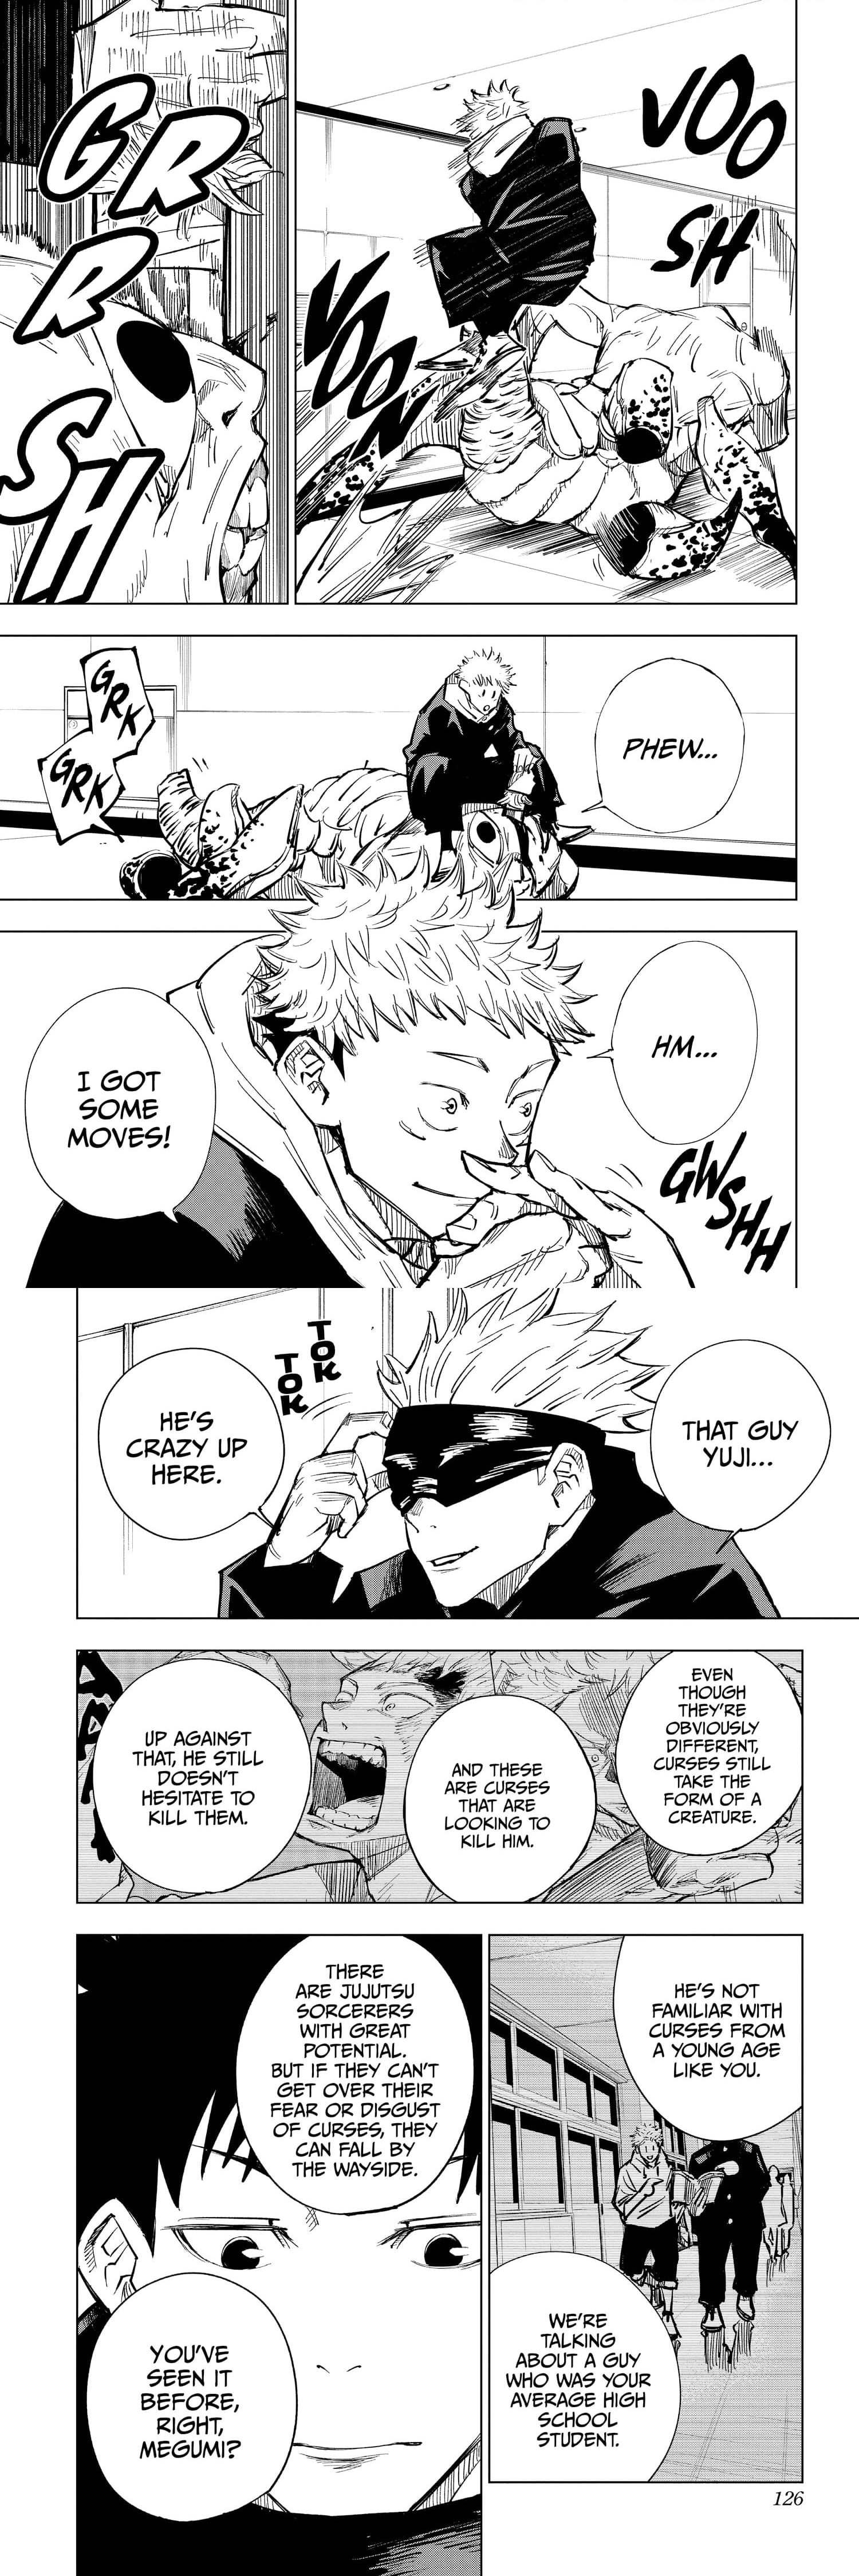 VOO
SH
VOON
GR
R
SH
PHEW...
GRK
GRK
HM...
GWSHH
I GOT
SOME
MOVES!
THAT GUY
YUJI...
TOK
TOK
HE'S
CRAZY UP
HERE.
EVEN
THOUGH
THEY'RE
OBVIOUSLY
DIFFERENT,
CURSES STILL
TAKE THE
FORM OF A
CREATURE.
AND THESE
ARE CURSES
THAT ARE
LOOKING TO
KILL HIM.
UP AGAINST
THAT, HE STILL
DOESN'T
HESITATE TO
KILL THEM.
HE'S NOT
FAMILIAR WITH
CURSES FROM
A YOUNG AGE
LIKE YOU.
WE'RE
TALKING
ABOUT A GUY
WHO WAS YOUR
AVERAGE HIGH
SCHOOL
STUDENT.
THERE
ARE JUJUTSU
SORCERERS
WITH GREAT
POTENTIAL.
BUT IF THEY CAN'T
GET OVER THEIR
FEAR OR DISGUST
OF CURSES, THEY
CAN FALL BY
THE WAYSIDE.
YOU'VE
SEEN IT
BEFORE,
RIGHT,
MEGUMI?
126